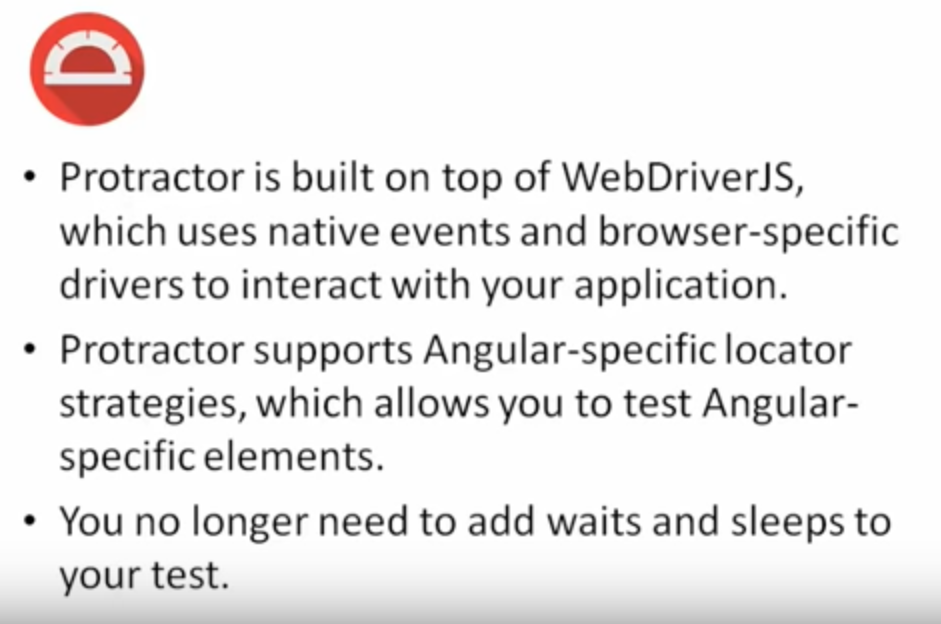 • Protractor is built on top of WebDriverJS,
which uses native events and browser-specific
drivers to interact with your application.
• Protractor supports Angular-specific locator
strategies, which allows you to test Angular-
specific elements.
• You no longer need to add waits and sleeps to
your test.